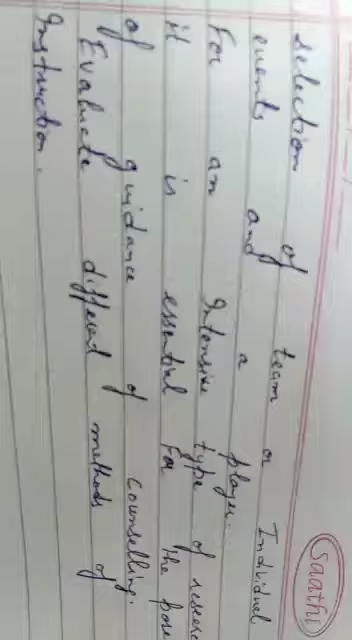 Saathi
selection of team or Individual
events and a player.
For an Intensive type of
it is essential for the base
of guidance of counselling.
Evaluate different methods of
Instruction.